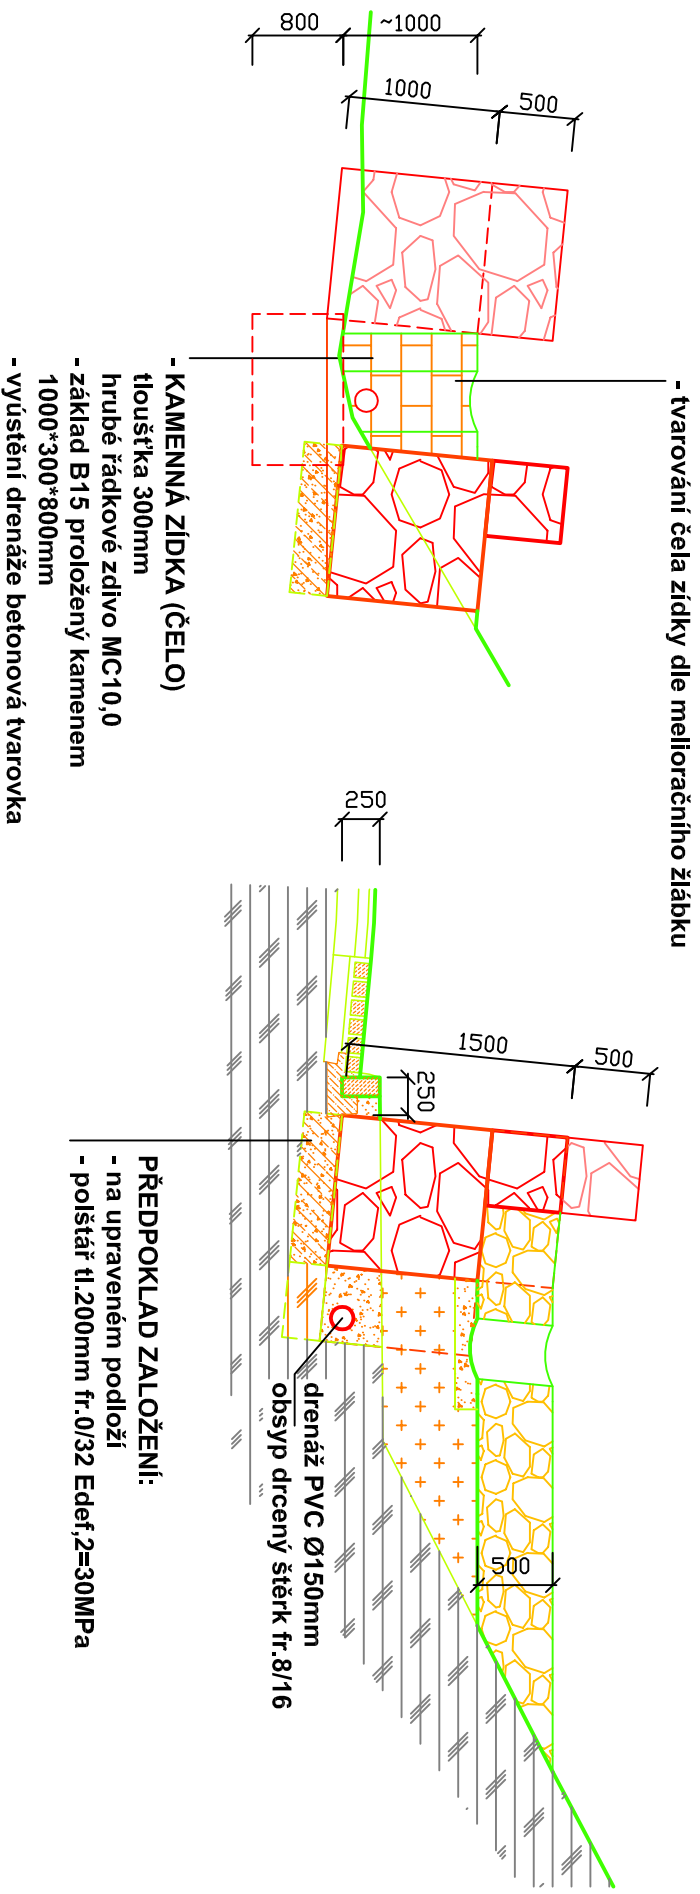 800
~1000
1000
500
- tvarování čela zídky dle melioračního žlábku
- KAMENNÁ ZÍDKA (ČELO)
tloušťka 300mm
hrubé řádkové zdivo MC10,0
- základ B15 proložený kamenem
1000*300*800mm
- vyústění drenáže betonová tvarovka
250
1500
500
250
500
drenáž PVC Ø150mm
obsyp drcený štěrk fr.8/16
PŘEDPOKLAD ZALOŽENÍ:
- na upraveném podloží
- polštář tl.200mm fr.0/32 Edef,2=30MPa